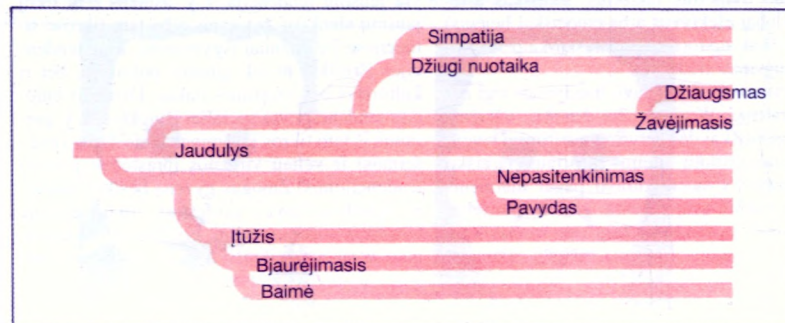 Simpatija
Džiugi nuotaika
Džiaugsmas
Žavėjimasis
Jaudulys
Nepasitenkinimas
Pavydas
Įtūžis
Bjaurėjimasis
Baimė